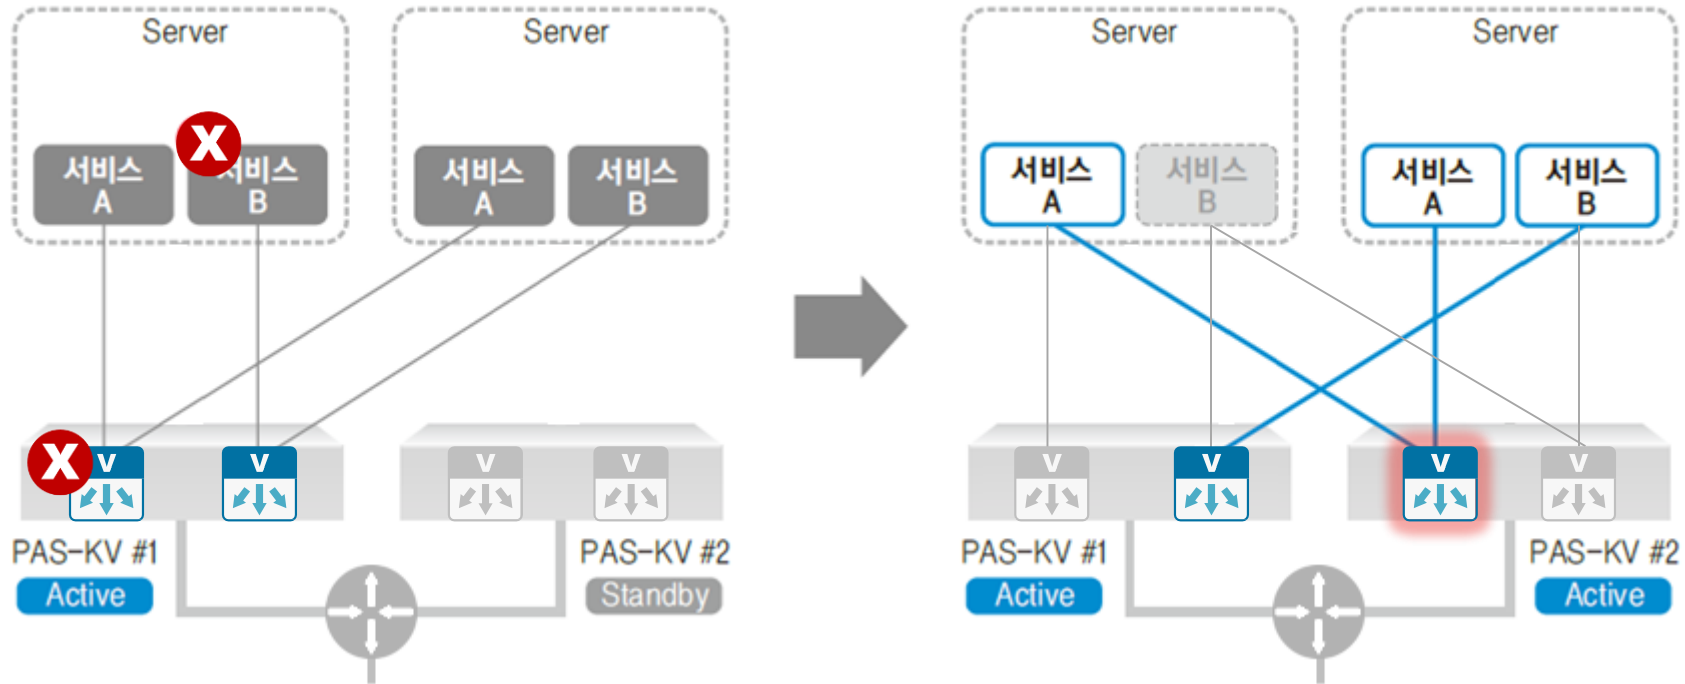 Server
Server
서비스
A
X
서비스
B
서비스
A
서비스
B
X
V
V
V
V
PAS-KV #1
Active
PAS-KV #2
Standby
Server
Server
서비스
A
서비스
B
서비스
A
서비스
B
V
V
V
V
PAS-KV #1
Active
PAS-KV #2
Active